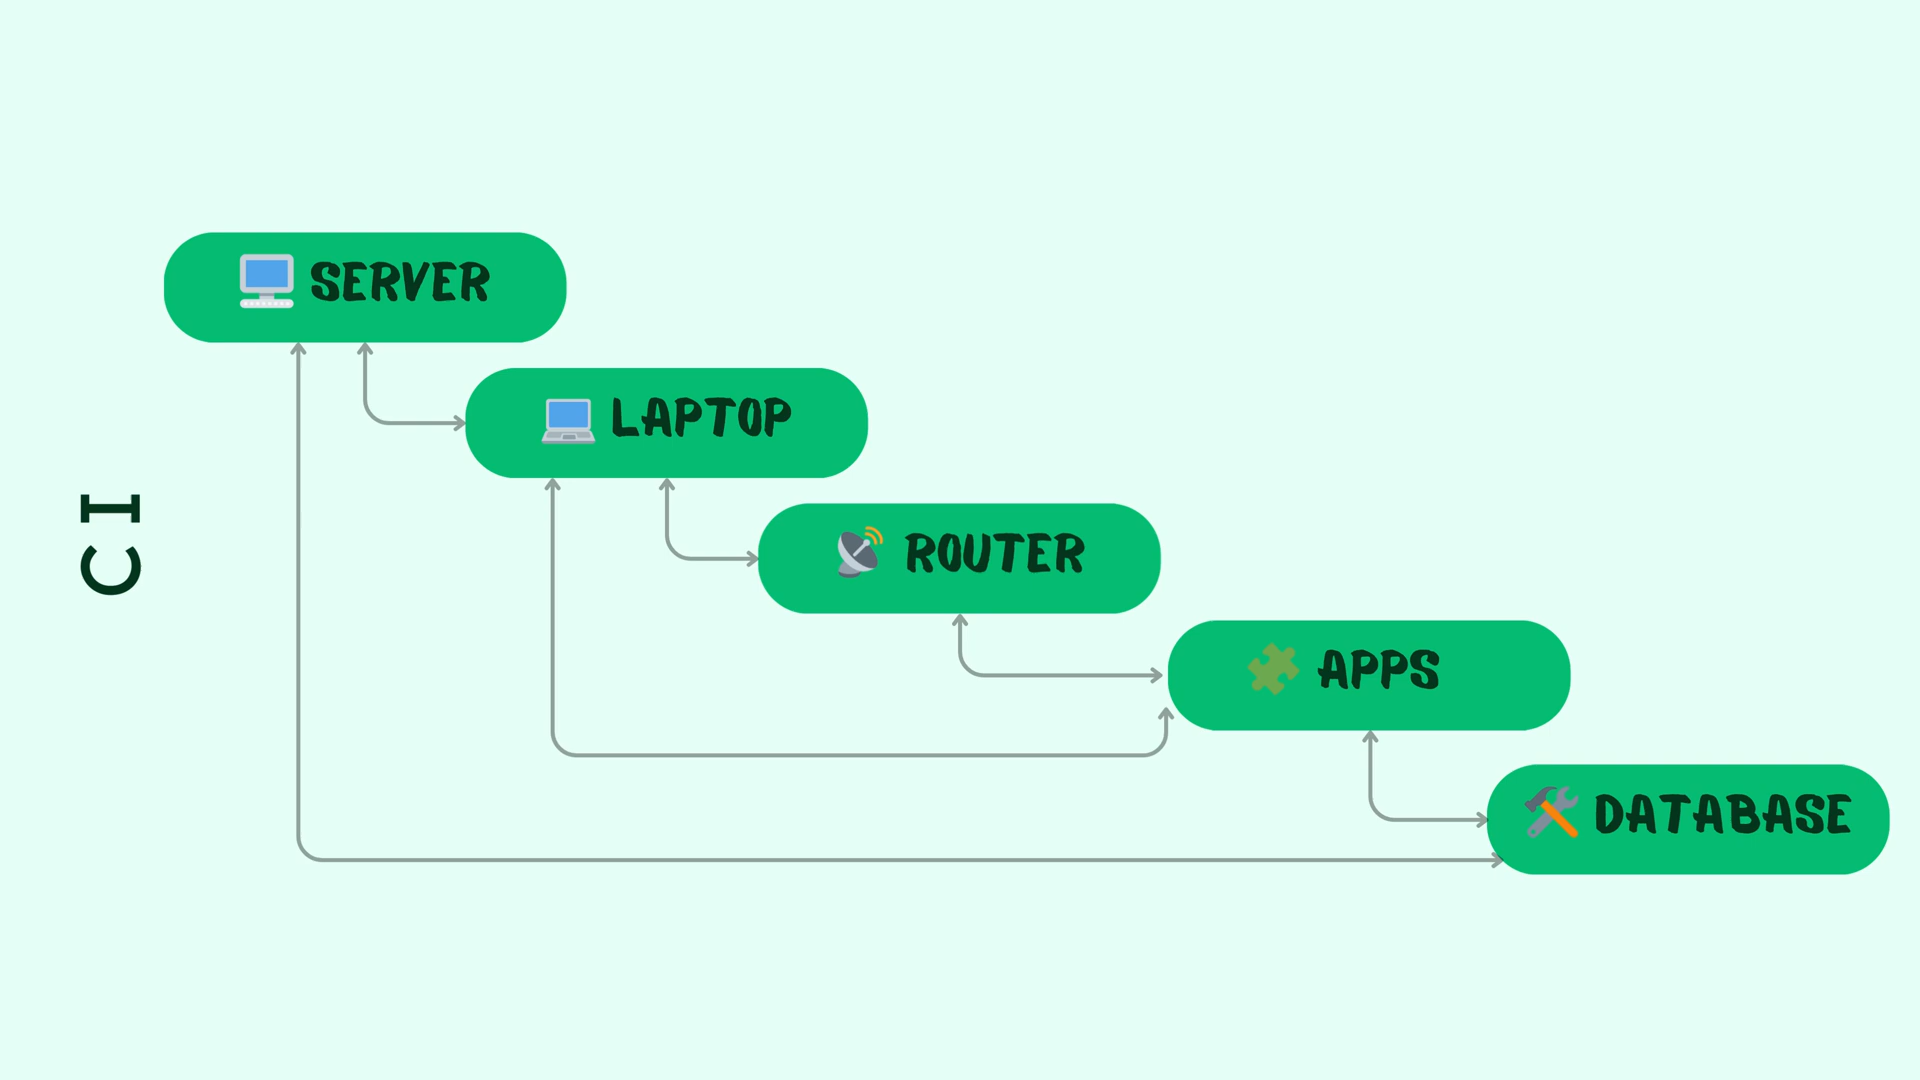 CI
SERVER
LAPTOP
ROUTER
APPS
DATABASE